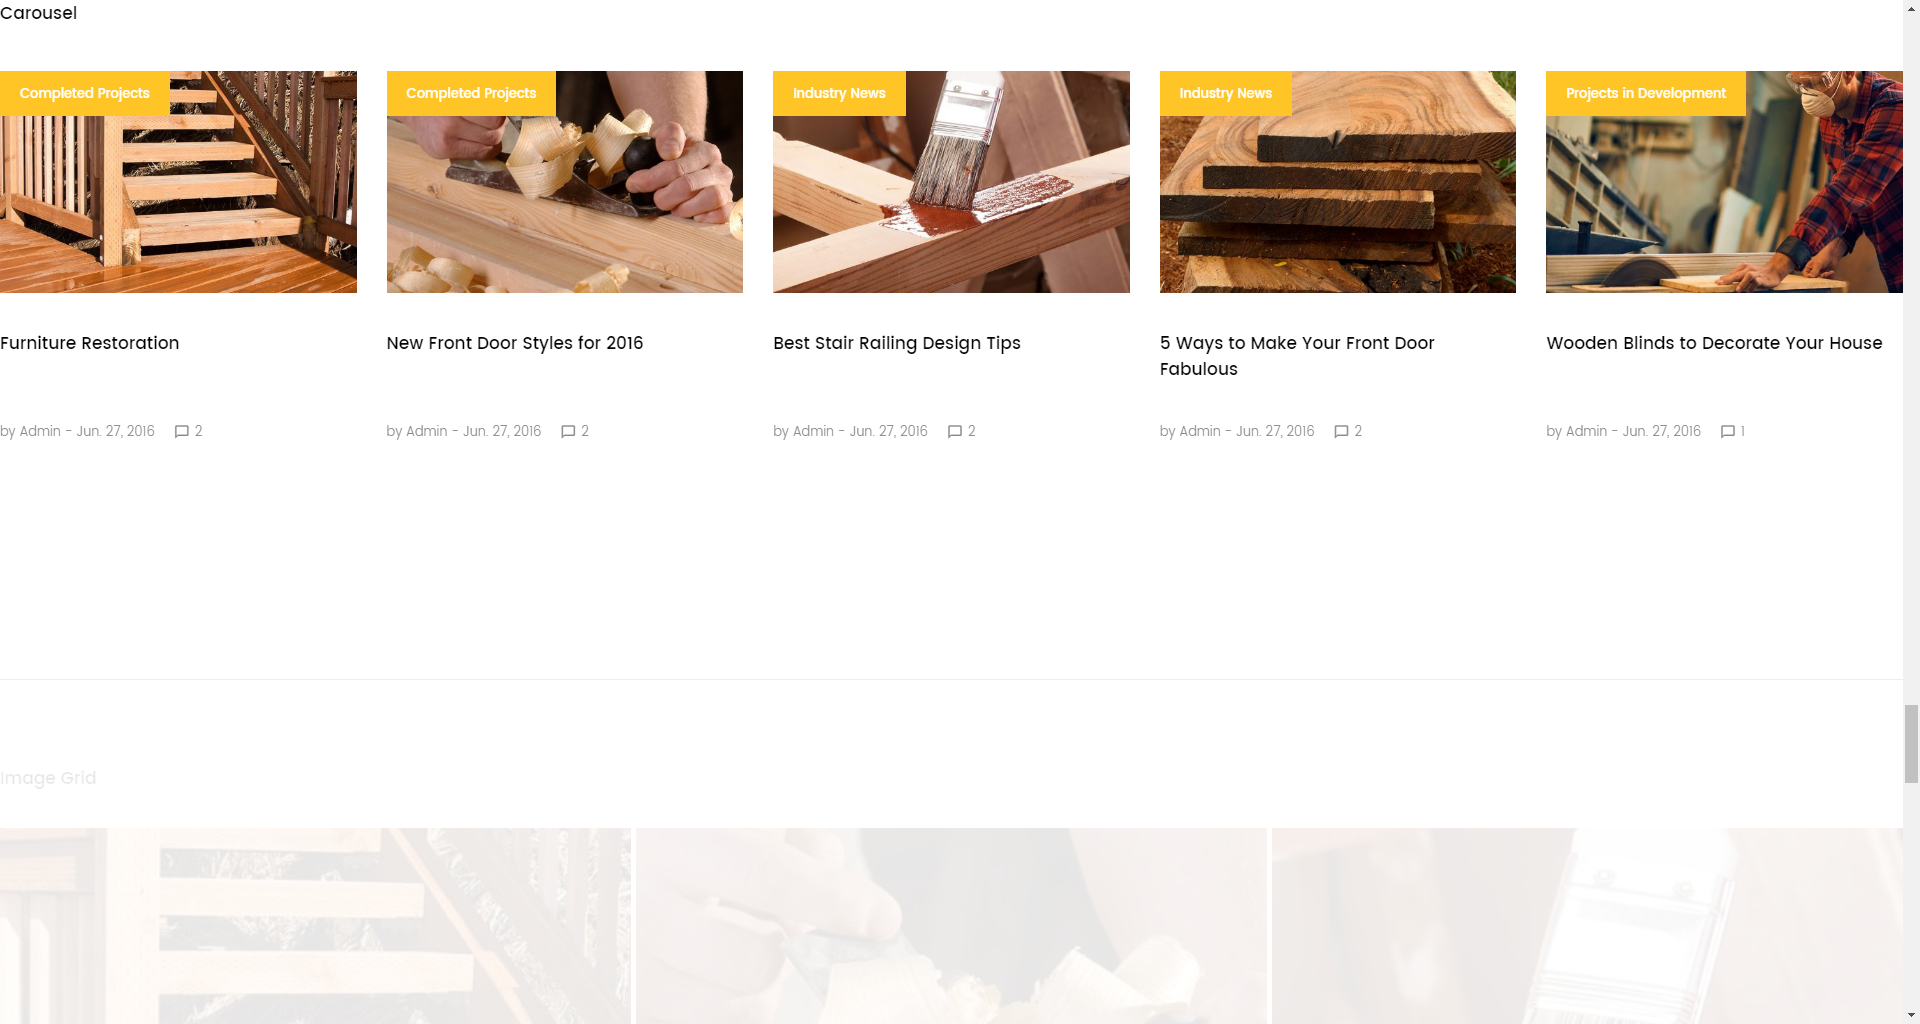 Carousel
Completed Projects
Completed Projects
Industry News
Industry News
Projects in Development
Furniture Restoration
New Front Door Styles for 2016
Best Stair Railing Design Tips
5 Ways to Make Your Front Door
Fabulous
Wooden Blinds to Decorate Your House
by Admin - Jun. 27, 2016 2
by Admin - Jun. 27, 2016 2
by Admin - Jun. 27, 2016 2
by Admin - Jun. 27, 2016 2
by Admin - Jun. 27, 2016 1
Image Grid